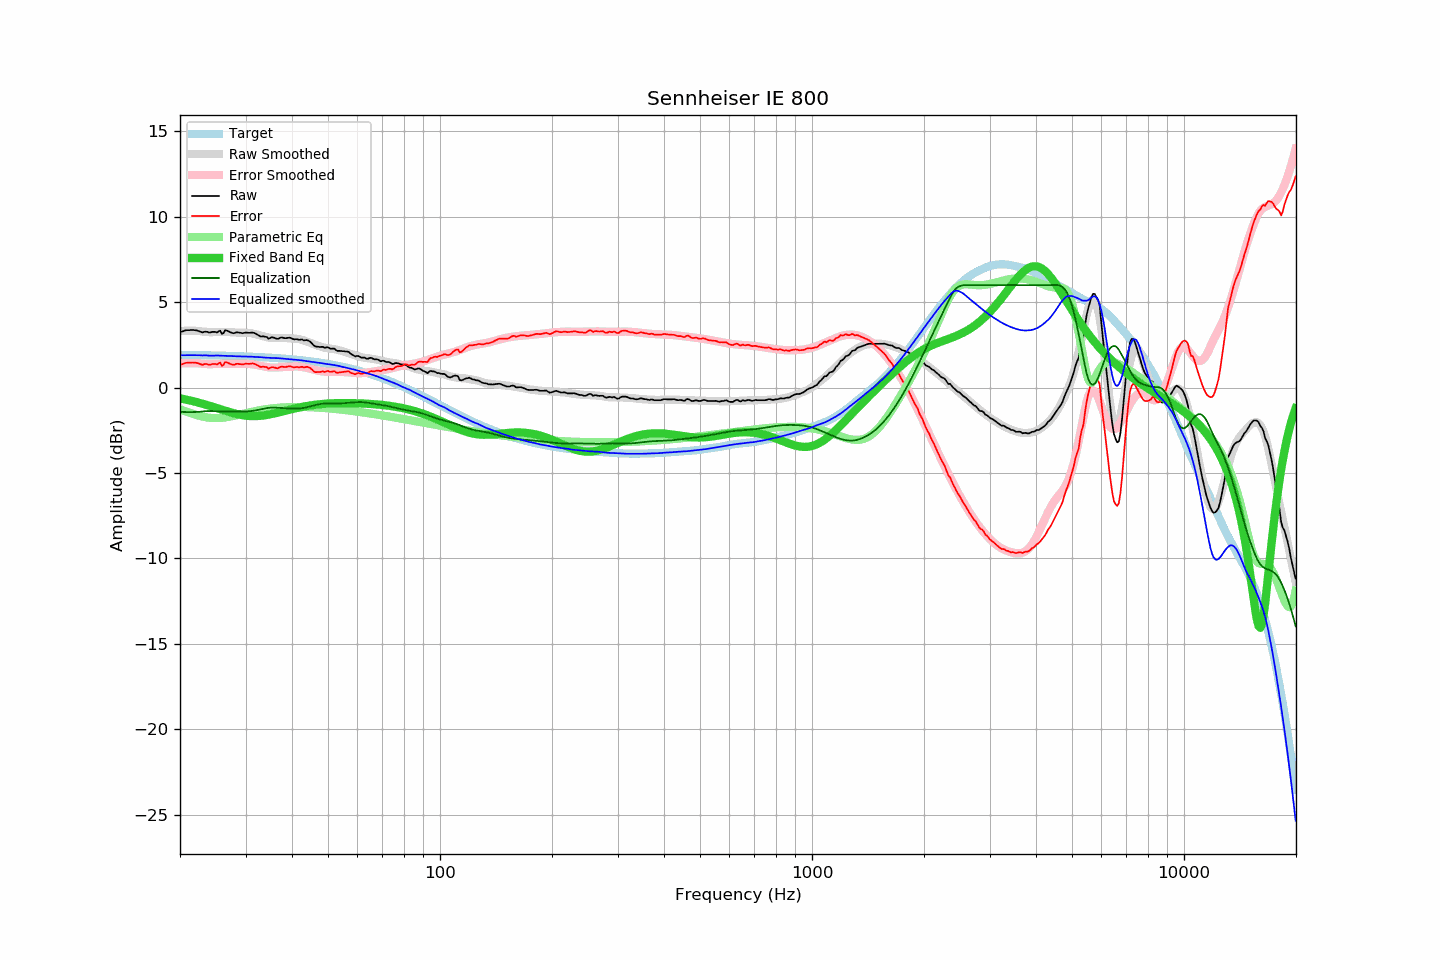 Sennheiser IE 800
15
10
5
0
−5
−10
−15
−20
−25
Amplitude (dBr)
Target
Raw Smoothed
Error Smoothed
Raw
Error
Parametric Eq
Fixed Band Eq
Equalization
Equalized smoothed
100
1000
10000
Frequency (Hz)